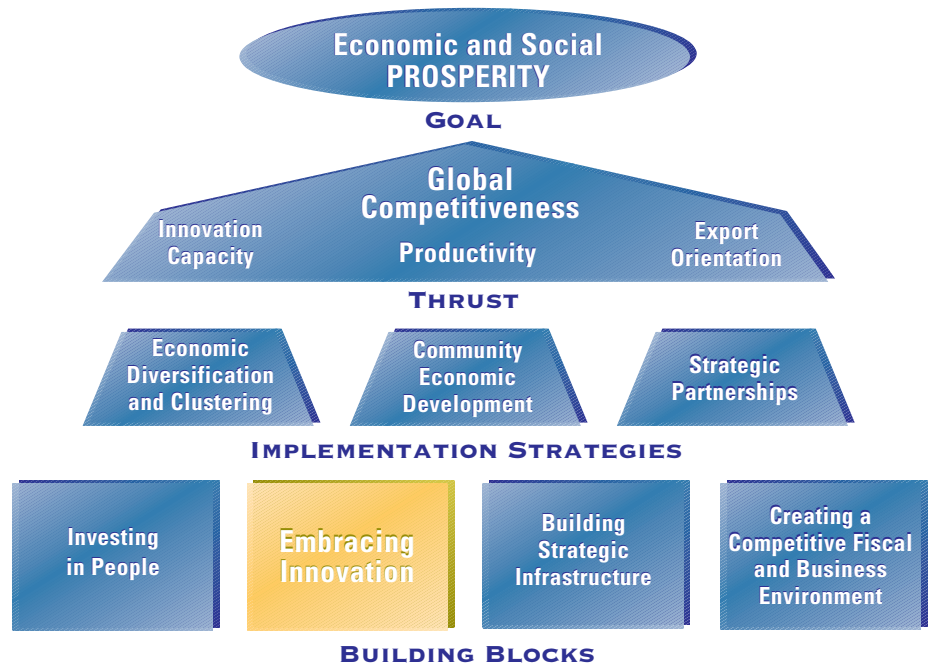 Economic and Social
PROSPERITY
GOAL
Global
Competitiveness
Innovation
Capacity
Productivity
Export
Orientation
THRUST
Economic
Diversification
and Clustering
Community
Economic
Development
Strategic
Partnerships
IMPLEMENTATION STRATEGIES
Investing
in People
Embracing
Innovation
Building
Strategic
Infrastructure
Creating a
Competitive Fiscal
and Business
Environment
BUILDING BLOCKS